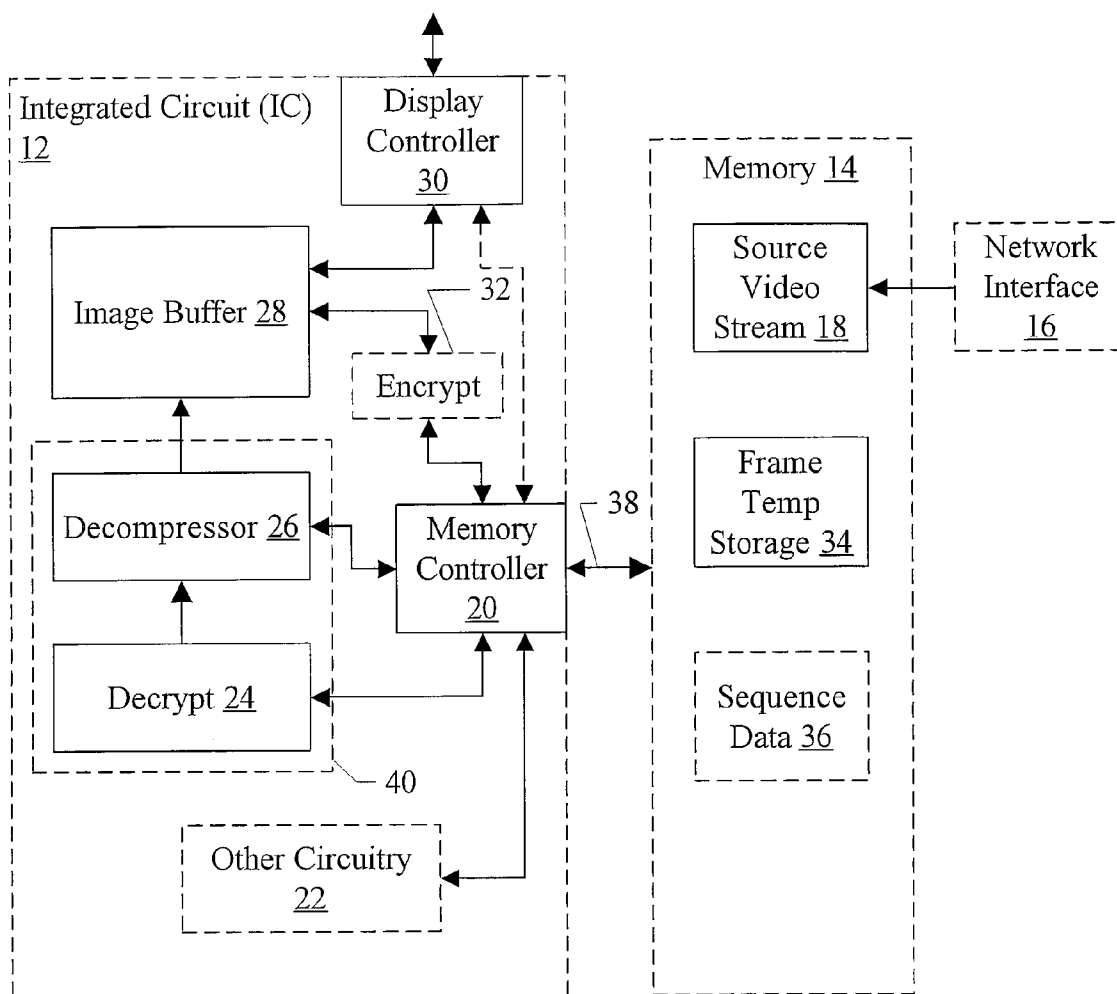 Integrated Circuit (IC)
12
Display
Controller
30
Memory 14
Image Buffer 28
32
Source
Video
Stream 18
Network
Interface
16
Encrypt
Decompressor 26
Memory
Controller
20
38
Frame
Temp
Storage 34
Decrypt 24
Sequence
Data 36
40
Other Circuitry
22